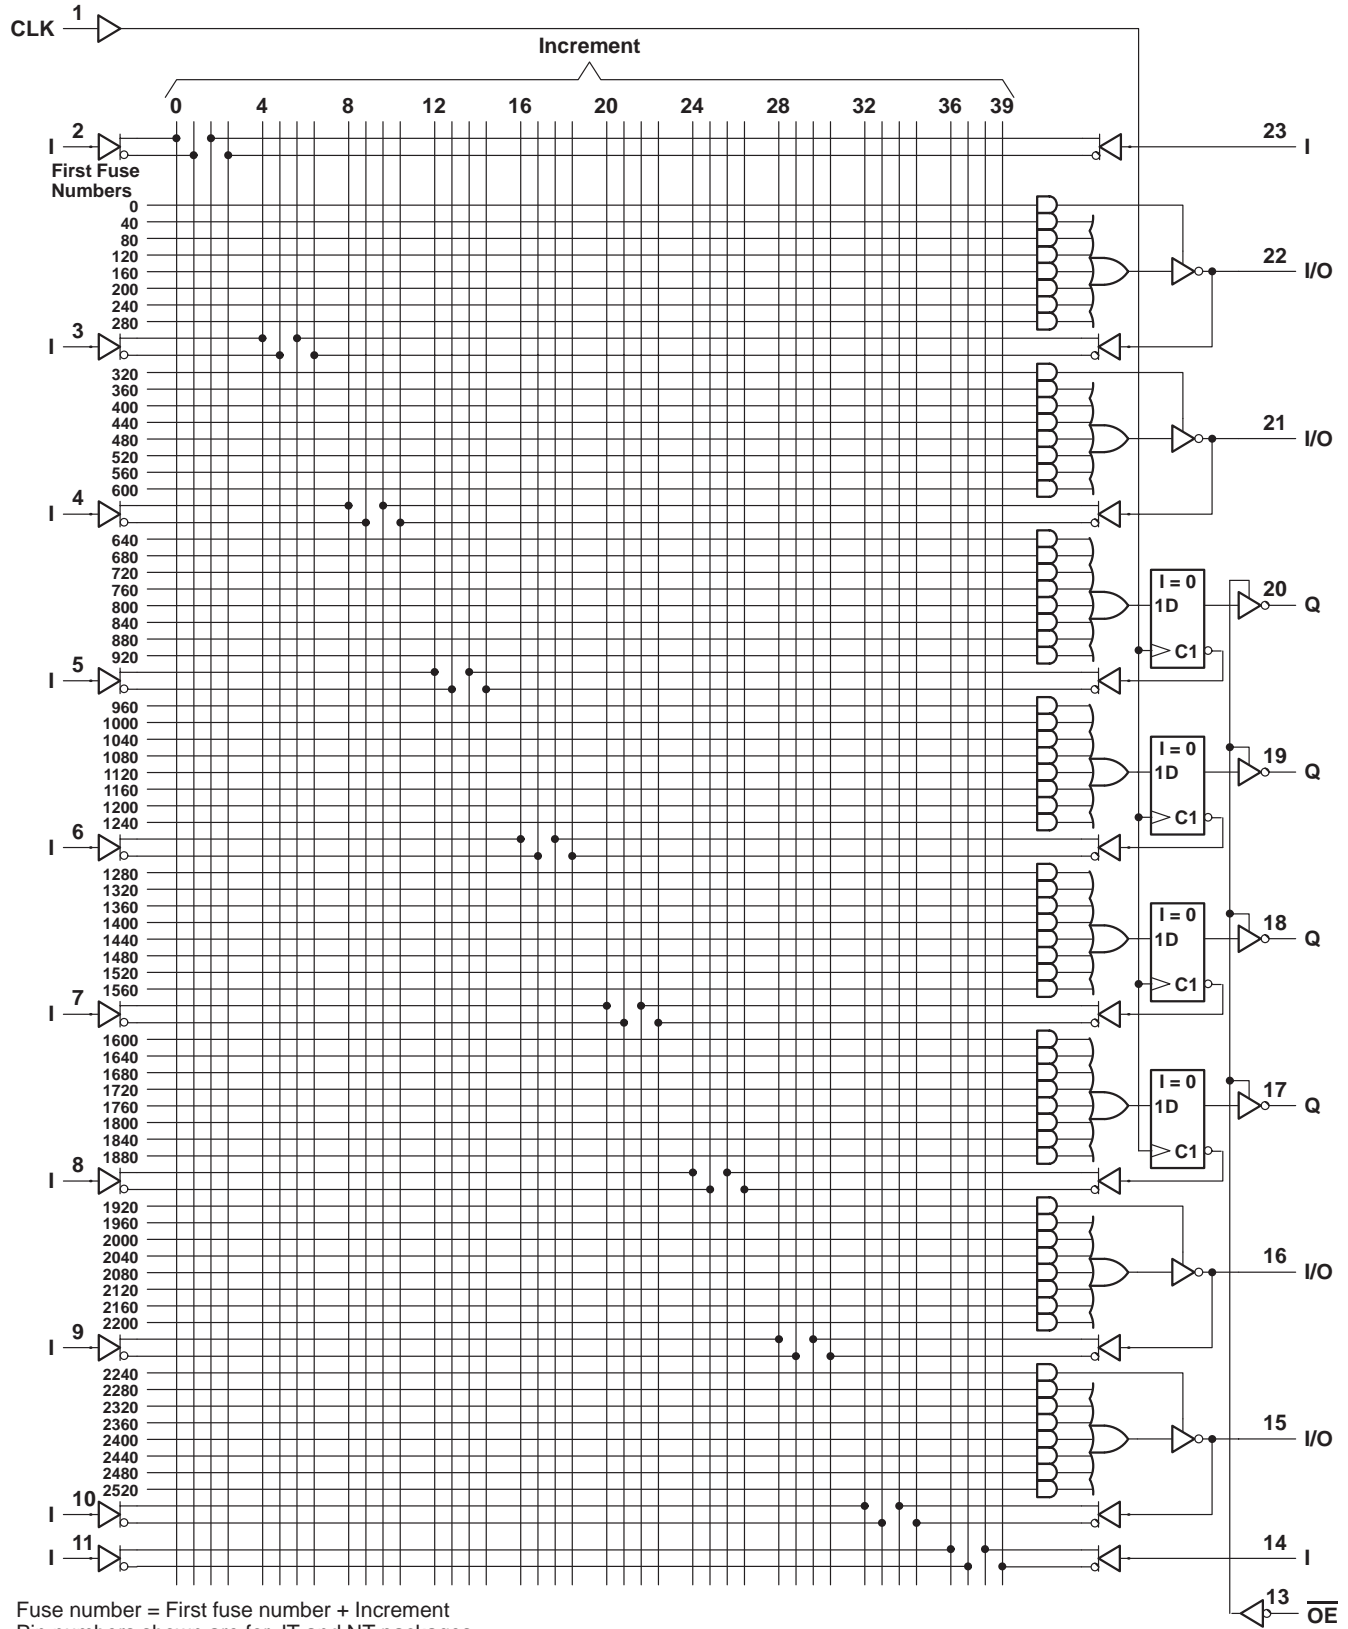 1
CLK
Increment
0 4 8 12 16 20 24 28 32 36 39
I 2 23 I
First Fuse
Numbers
0
40
80
120
160 22 I/O
200
240
280
I 3
320
360
400
440
480 21 I/O
520
560
600
I 4
640
680
720 I = 0
760
800 1D 20 Q
840
880
920 C1
I 5
960
1000
1040 I = 0
1080
1120 1D 19 Q
1160
1200
1240 C1
I 6
1280
1320
1360 I = 0
1400
1440 1D 18 Q
1480
1520
1560 C1
I 7
1600
1640
1680 I = 0
1720
1760 1D 17 Q
1800
1840
1880 C1
I 8
1920
1960
2000
2040
2080 16 I/O
2120
2160
2200
I 9
2240
2280
2320
2360
2400 15 I/O
2440
2480
2520
I 10
I 11 14 I
13 OE
Fuse number = First fuse number + Increment